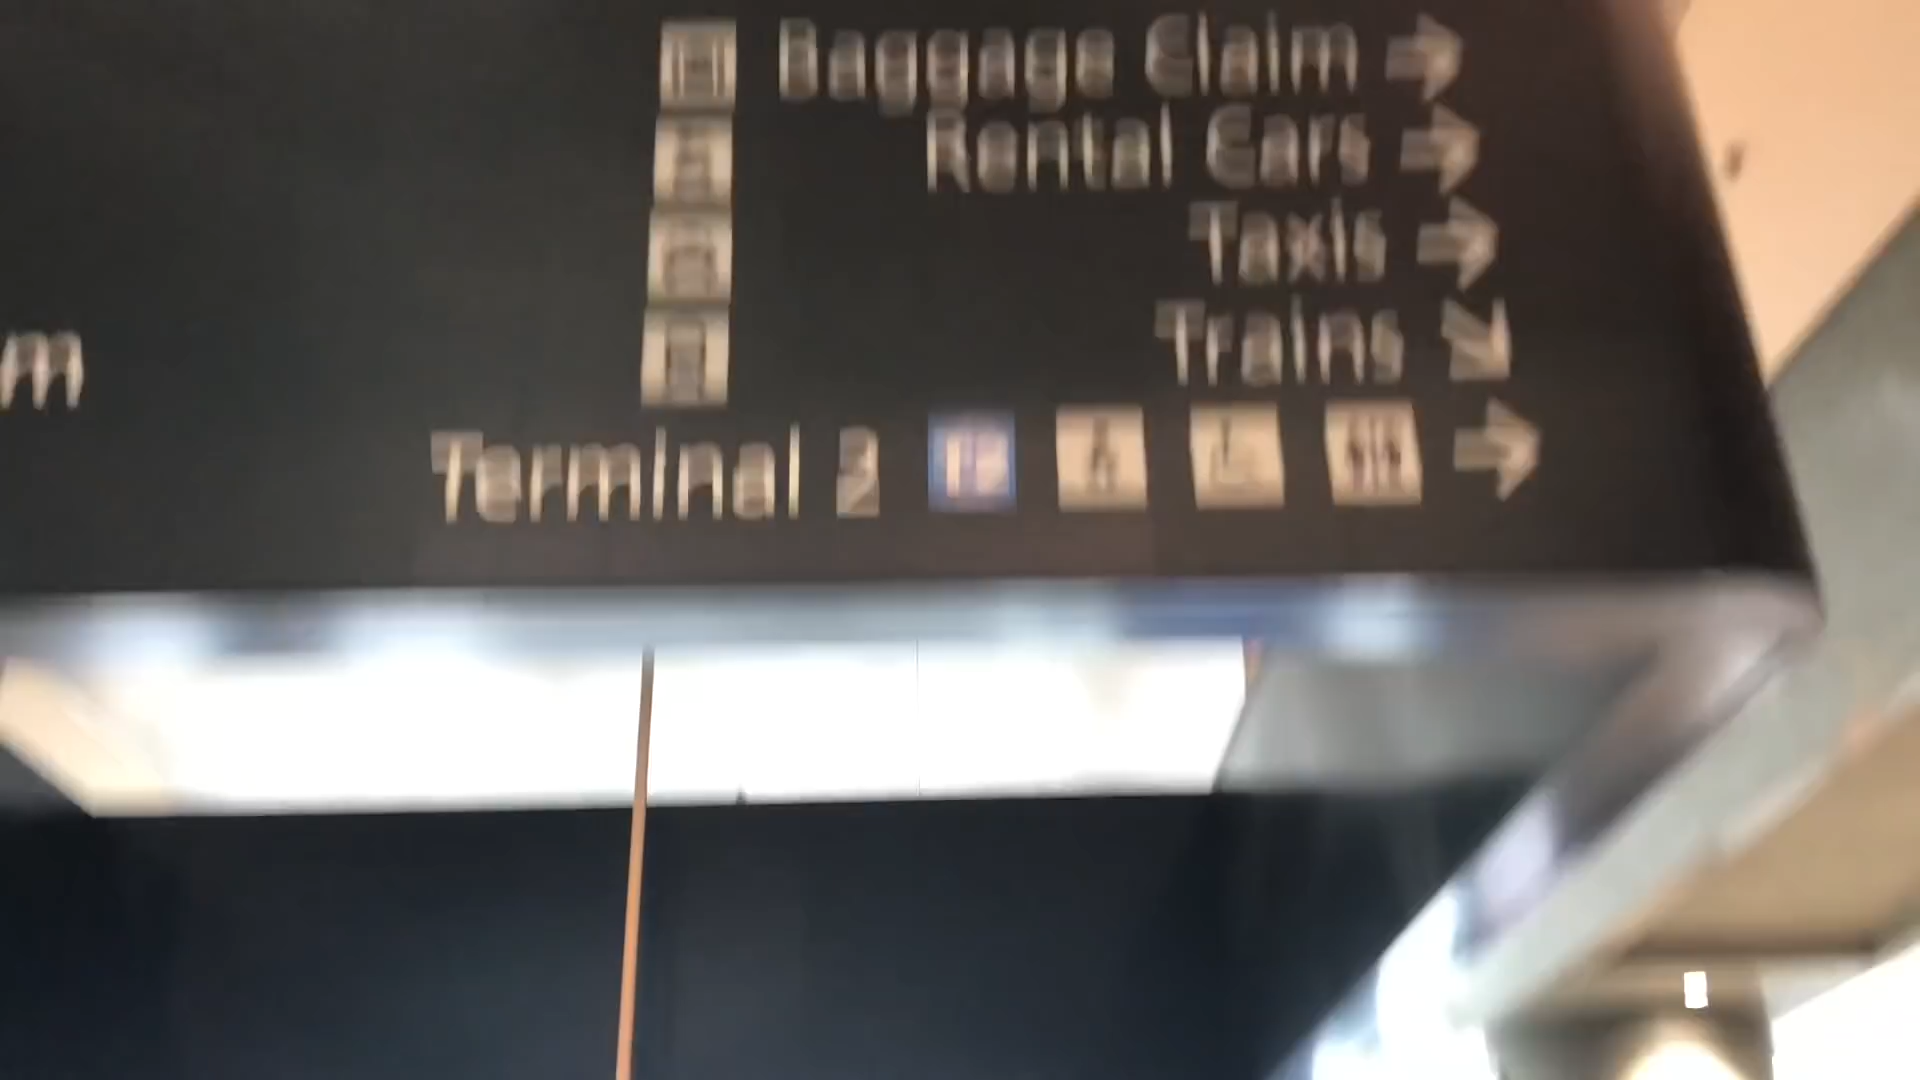 Baggage Claim →
Rental Cars →
Taxis →
Trains ↘
m
Terminal 2 →